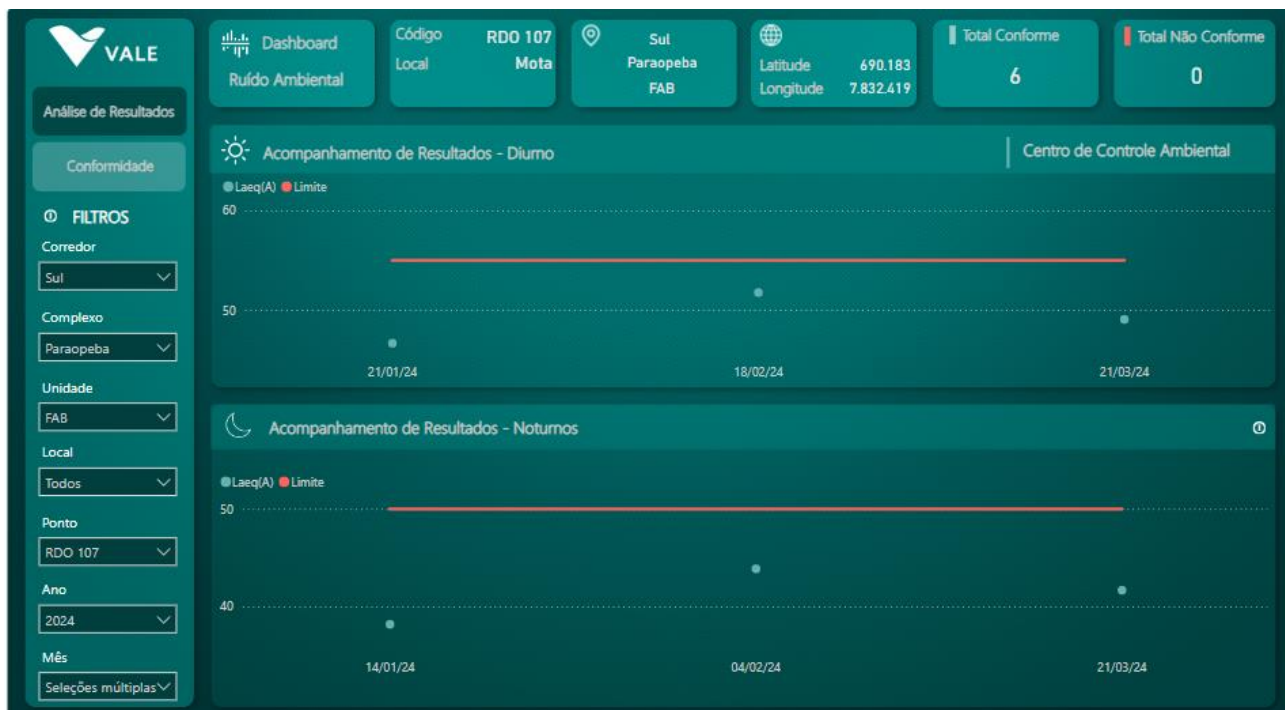 VALE
Análise de Resultados
Conformidade
FILTROS
Corredor
Sul
Complexo
Paraopeba
Unidade
FAB
Local
Todos
Ponto
RDO 107
Ano
2024
Mês
Seleções múltiplas
Dashboard
Ruído Ambiental
Código RDO 107
Local Mota
Sul
Paraopeba
FAB
Latitude 690.183
Longitude 7.832.419
Total Conforme
6
Total Não Conforme
0
Acompanhamento de Resultados - Diurno
Centro de Controle Ambiental
Laeq(A) Limite
60
50
21/01/24 18/02/24 21/03/24
Acompanhamento de Resultados - Noturnos
Laeq(A) Limite
50
40
14/01/24 04/02/24 21/03/24